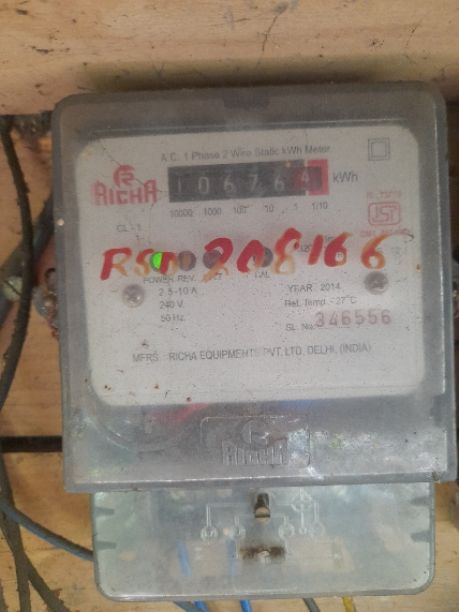 A.C. 1 Phase 2 Wire Static kWh Meter
RICHA
106764 kWh
10000 1000 100 10 1 1/10
CL - 1
RSM 208166
POWER REV. CAL
2.5-10 A
240 V
50 Hz.
YEAR : 2014
Ref. Temp. - 27°C
SL. No. 346556
MFRS. : RICHA EQUIPMENTS PVT. LTD. DELHI, (INDIA)
RICHA